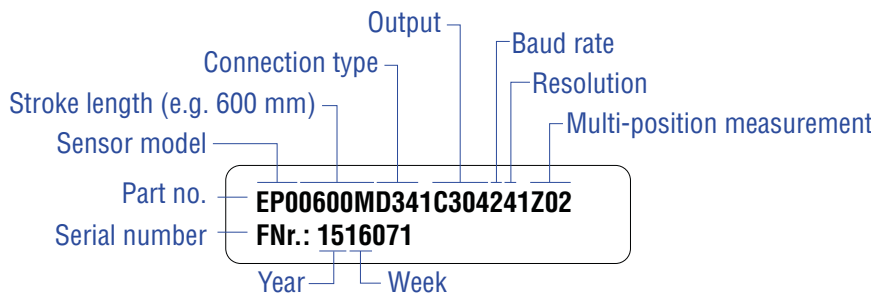 Output
Baud rate
Connection type
Resolution
Stroke length (e.g. 600 mm)
Multi-position measurement
Sensor model
Part no.
EP00600MD341C304241Z02
Serial number
FNr.: 1516071
Year
Week